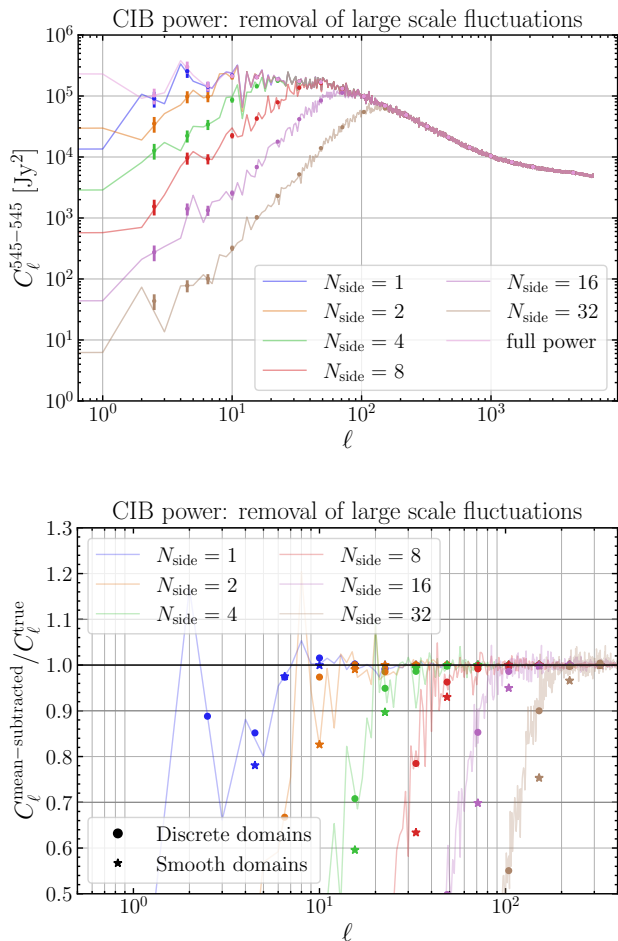 CIB power: removal of large scale fluctuations
10^6
10^5
10^4
10^3
10^2
10^1
10^0
C_ℓ^{545−545} [Jy^2]
N_side = 1
N_side = 2
N_side = 4
N_side = 8
N_side = 16
N_side = 32
full power
10^0 10^1 10^2 10^3
ℓ
CIB power: removal of large scale fluctuations
1.3
1.2
1.1
1.0
0.9
0.8
0.7
0.6
0.5
C_ℓ^{mean−subtracted}/C_ℓ^{true}
N_side = 1
N_side = 2
N_side = 4
N_side = 8
N_side = 16
N_side = 32
Discrete domains
Smooth domains
10^0 10^1 10^2
ℓ